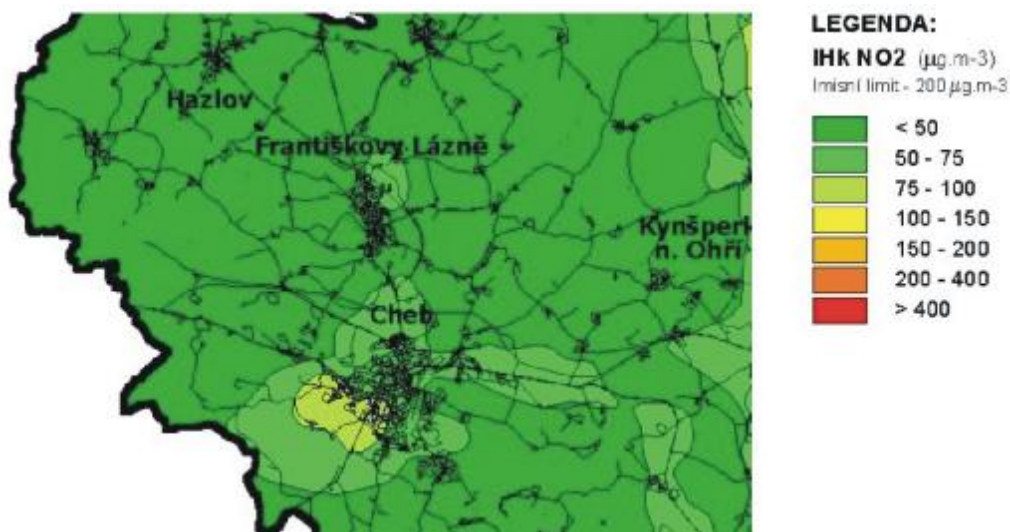 Hazlov
Františkovy Lázně
Kynšperk
n. Ohří
Cheb
LEGENDA:
IHk NO2 (µg.m-3)
Imisní limit - 200 µg.m-3
< 50
50 - 75
75 - 100
100 - 150
150 - 200
200 - 400
> 400